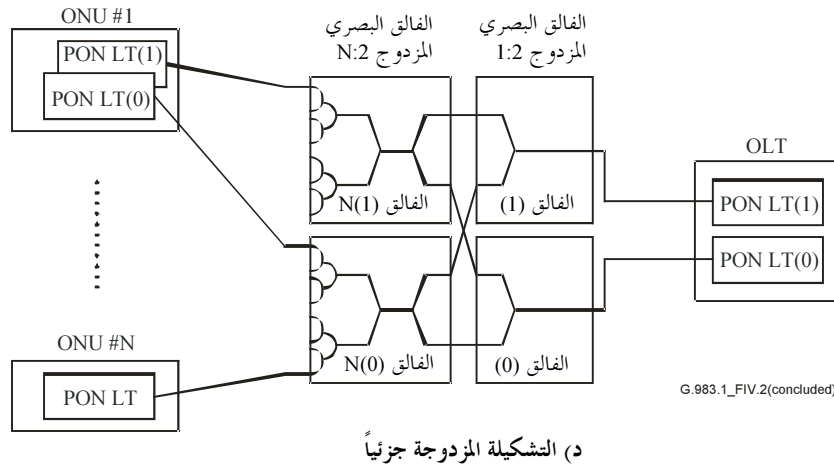 ONU #1
PON LT(1)
PON LT(0)
الفالق البصري
المزدوج N:2
الفالق البصري
المزدوج 1:2
OLT
PON LT(1)
PON LT(0)
الفالق N(1)
الفالق (1)
ONU #N
PON LT
الفالق N(0)
الفالق (0)
G.983.1_FIV.2(concluded)
د) التشكيلة المزدوجة جزئياً